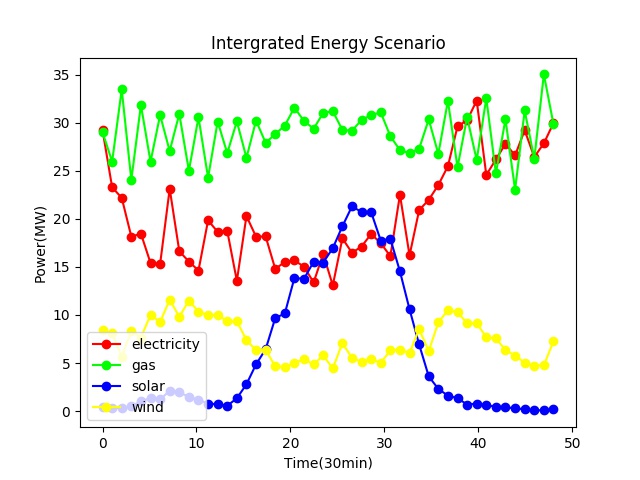 Intergrated Energy Scenario
35
30
25
20
15
10
5
0
Power(MW)
electricity
gas
solar
wind
0 10 20 30 40 50
Time(30min)